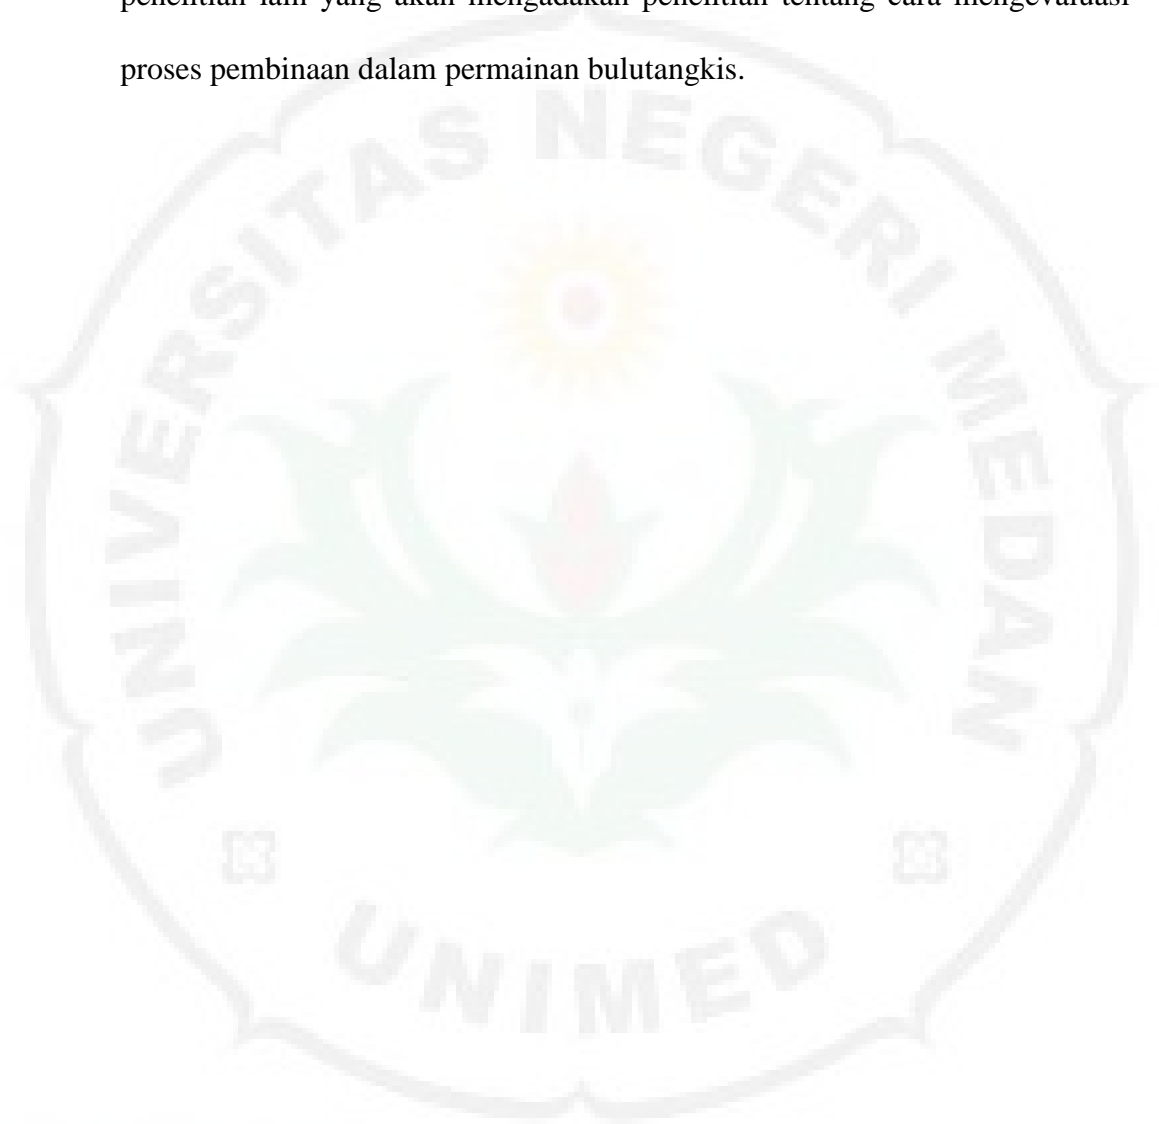 penelitian lain yang akan mengadakan penelitian tentang cara mengevaluasi
proses pembinaan dalam permainan bulutangkis.
UNIVERSITAS NEGERI MEDAN
UNIMED